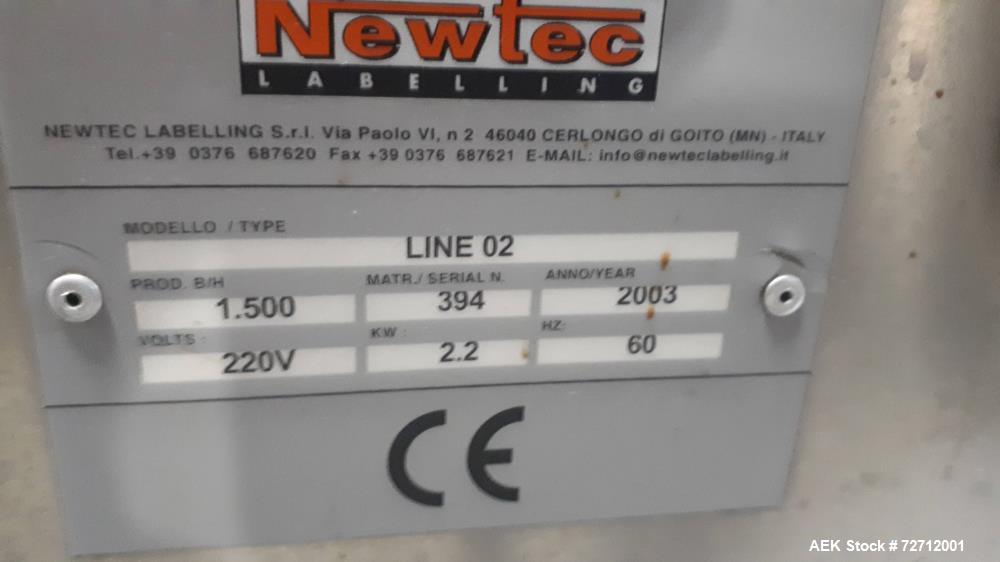 Newtec
LABELLING
NEWTEC LABELLING S.r.l. Via Paolo VI, n 2 46040 CERLONGO di GOITO (MN) - ITALY
Tel.+39 0376 687620 Fax +39 0376 687621 E-MAIL: info@newteclabelling.it
MODELLO / TYPE
LINE 02
PROD. B/H MATR./ SERIAL N. ANNO/YEAR
1.500 394 2003
VOLTS : KW : HZ:
220V 2.2 60
CE
AEK Stock # 72712001